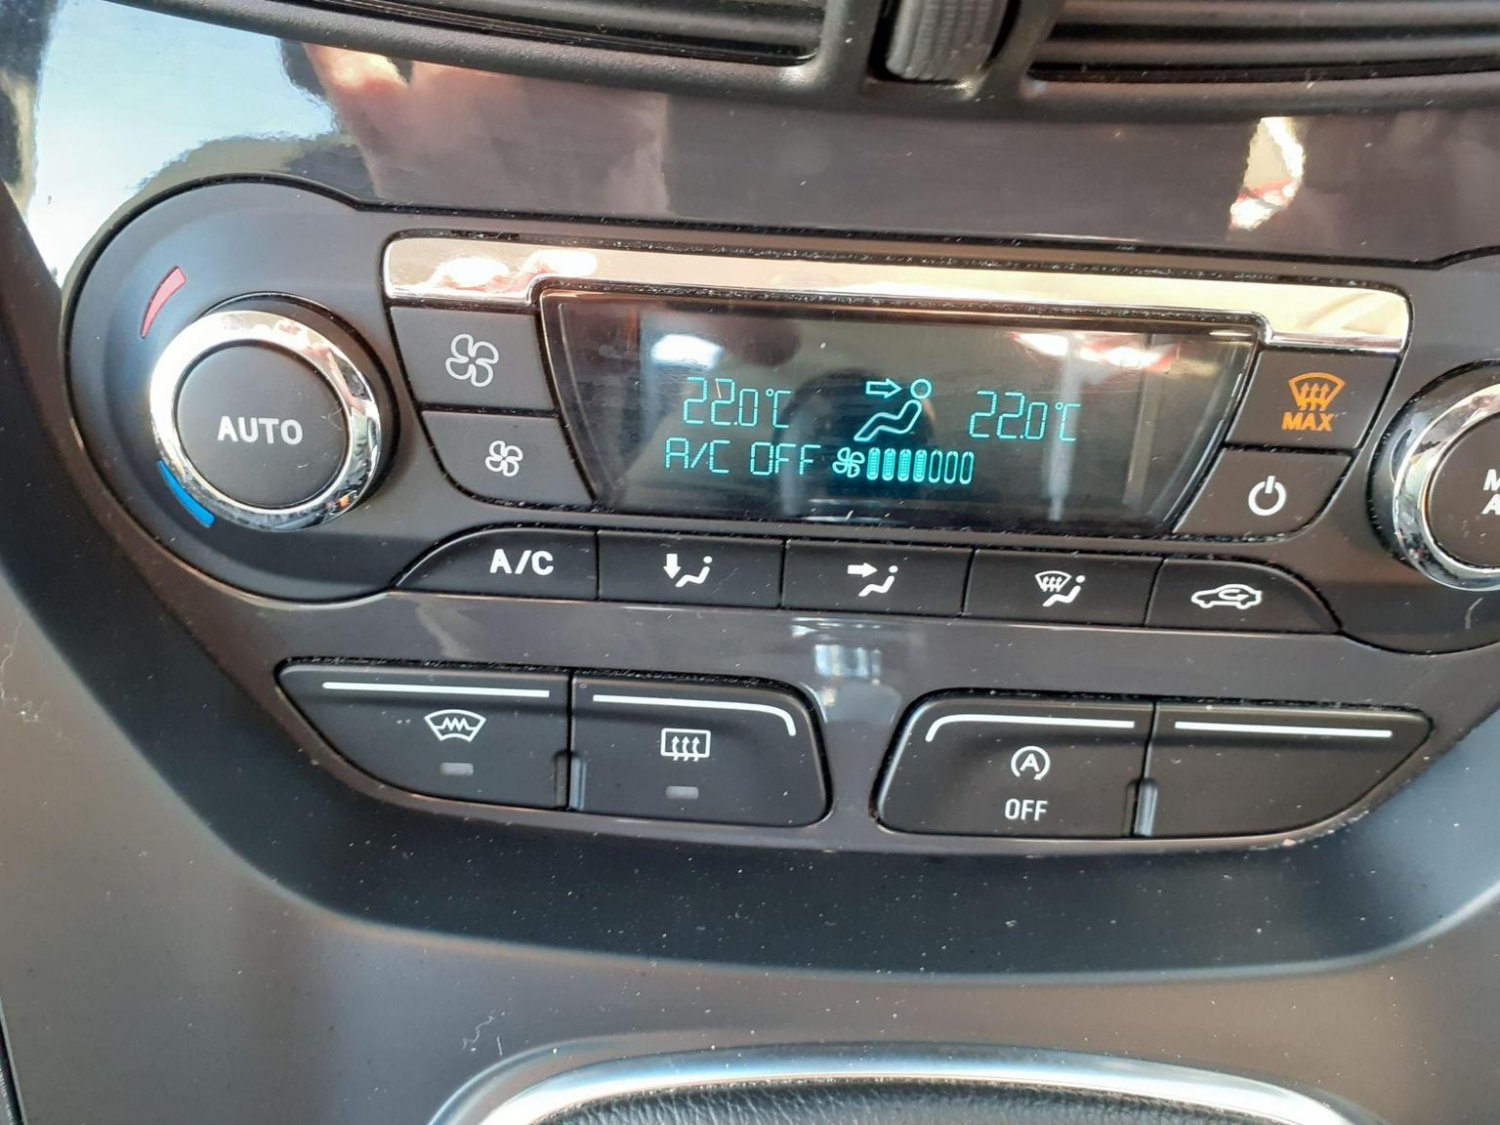 AUTO
22.0°C 22.0°C
A/C OFF
MAX
A/C
A
OFF